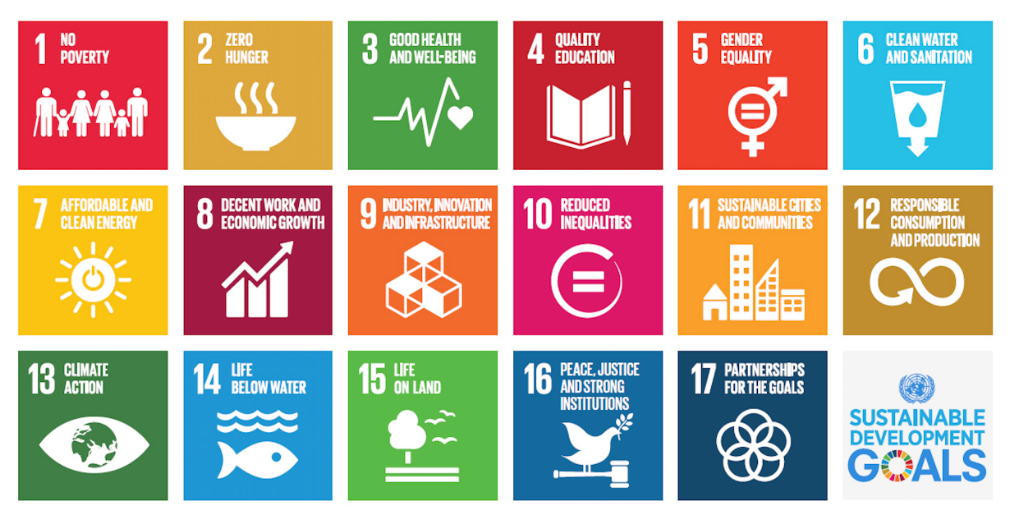 1 NO
POVERTY
2 ZERO
HUNGER
3 GOOD HEALTH
AND WELL-BEING
4 QUALITY
EDUCATION
5 GENDER
EQUALITY
6 CLEAN WATER
AND SANITATION
7 AFFORDABLE AND
CLEAN ENERGY
8 DECENT WORK AND
ECONOMIC GROWTH
9 INDUSTRY, INNOVATION
AND INFRASTRUCTURE
10 REDUCED
INEQUALITIES
11 SUSTAINABLE CITIES
AND COMMUNITIES
12 RESPONSIBLE
CONSUMPTION
AND PRODUCTION
13 CLIMATE
ACTION
14 LIFE
BELOW WATER
15 LIFE
ON LAND
16 PEACE, JUSTICE
AND STRONG
INSTITUTIONS
17 PARTNERSHIPS
FOR THE GOALS
SUSTAINABLE
DEVELOPMENT
GOALS